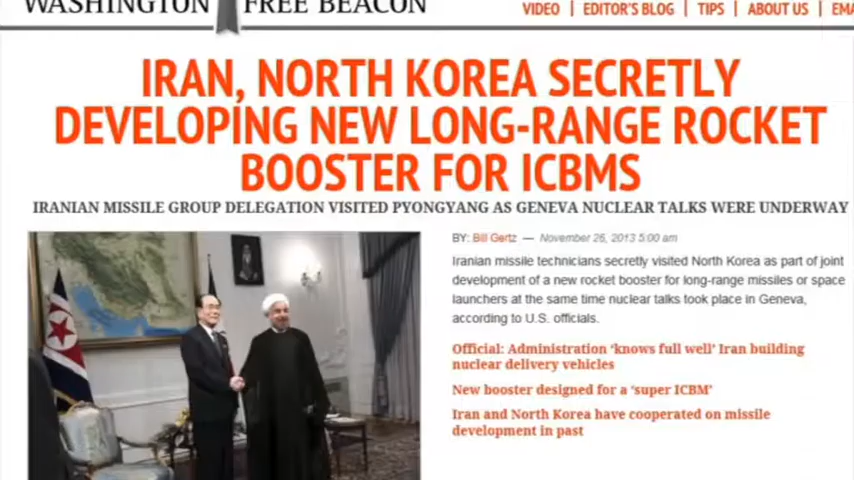 WASHINGTON FREE BEACON
VIDEO | EDITOR'S BLOG | TIPS | ABOUT US | EMA
IRAN, NORTH KOREA SECRETLY
DEVELOPING NEW LONG-RANGE ROCKET
BOOSTER FOR ICBMS
IRANIAN MISSILE GROUP DELEGATION VISITED PYONGYANG AS GENEVA NUCLEAR TALKS WERE UNDERWAY
BY: Bill Gertz — November 26, 2013 5:00 am
Iranian missile technicians secretly visited North Korea as part of joint
development of a new rocket booster for long-range missiles or space
launchers at the same time nuclear talks took place in Geneva,
according to U.S. officials.
Official: Administration 'knows full well' Iran building
nuclear delivery vehicles
New booster designed for a 'super ICBM'
Iran and North Korea have cooperated on missile
development in past